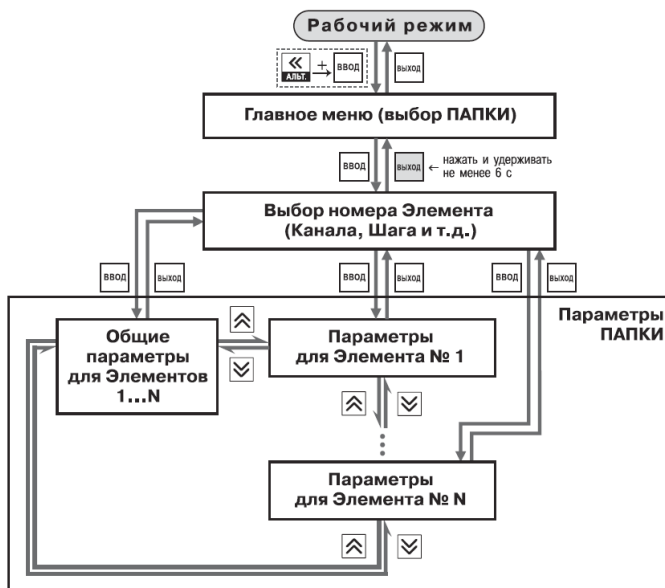 Рабочий режим
АЛЬТ.
+
ВВОД
ВЫХОД
Главное меню (выбор ПАПКИ)
ВВОД
ВЫХОД
← нажать и удерживать
не менее 6 с
Выбор номера Элемента
(Канала, Шага и т.д.)
ВВОД
ВЫХОД
ВВОД
ВЫХОД
ВВОД
ВЫХОД
Параметры
ПАПКИ
Общие
параметры
для Элементов
1...N
Параметры
для Элемента № 1
Параметры
для Элемента № N